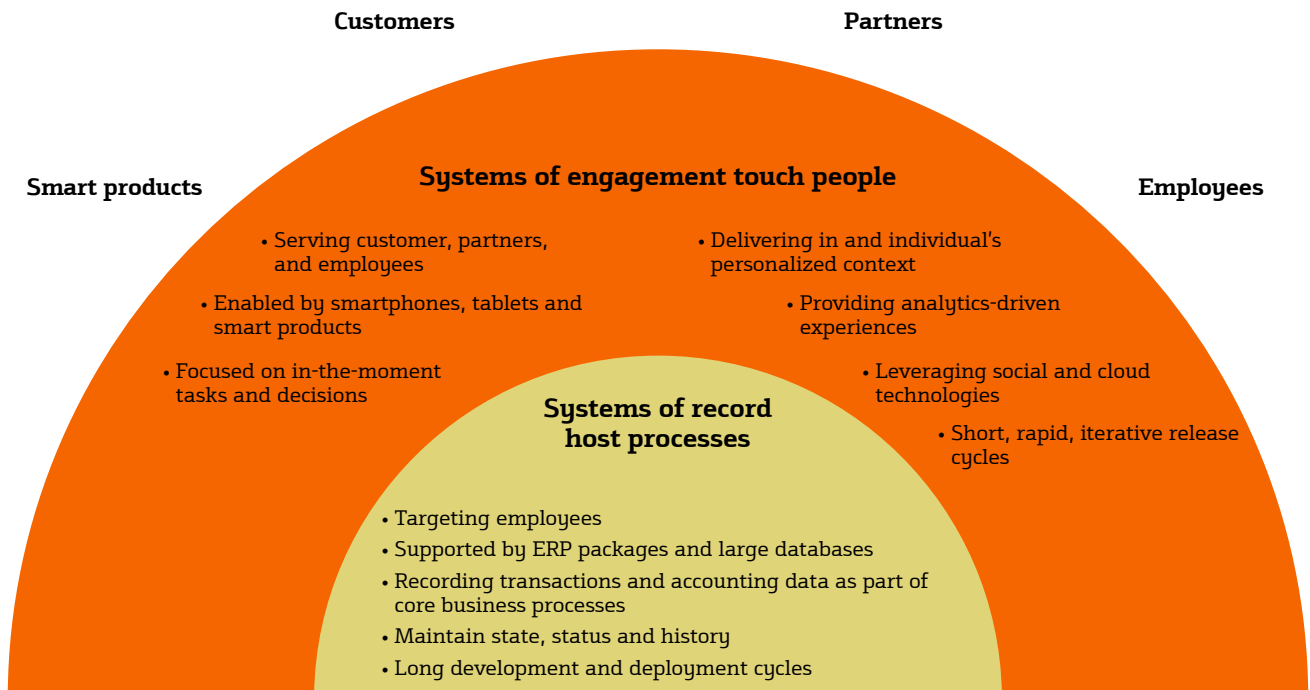 Customers
Partners
Smart products
Employees
Systems of engagement touch people
• Serving customer, partners,
and employees
• Enabled by smartphones, tablets and
smart products
• Focused on in-the-moment
tasks and decisions
• Delivering in and individual's
personalized context
• Providing analytics-driven
experiences
• Leveraging social and cloud
technologies
• Short, rapid, iterative release
cycles
Systems of record
host processes
• Targeting employees
• Supported by ERP packages and large databases
• Recording transactions and accounting data as part of
core business processes
• Maintain state, status and history
• Long development and deployment cycles